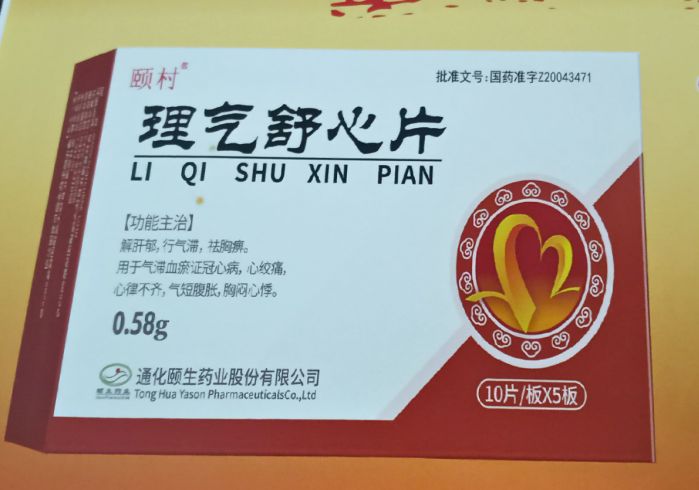 颐村
批准文号:国药准字Z20043471
理气舒心片
LI QI SHU XIN PIAN
【功能主治】
解肝郁,行气滞,祛胸痹。
用于气滞血瘀证冠心病,心绞痛,
心律不齐,气短腹胀,胸闷心悸。
0.58g
通化颐生药业股份有限公司
Tong Hua Yason PharmaceuticalsCo.,Ltd
10片/板X5板